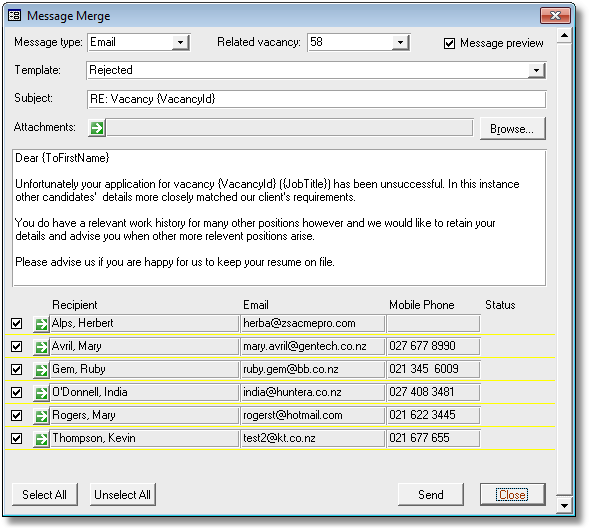 Message Merge
Message type: Email Related vacancy: 58 Message preview
Template: Rejected
Subject: RE: Vacancy {VacancyId}
Attachments: Browse...
Dear {ToFirstName}
Unfortunately your application for vacancy {VacancyId} ({JobTitle}) has been unsuccessful. In this instance
other candidates'  details more closely matched our client's requirements.
You do have a relevant work history for many other positions however and we would like to retain your
details and advise you when other more relevent positions arise.
Please advise us if you are happy for us to keep your resume on file.
Recipient Email Mobile Phone Status
Alps, Herbert herba@zsacmepro.com
Avril, Mary mary.avril@gentech.co.nz 027 677 8990
Gem, Ruby ruby.gem@bb.co.nz 021 345  6009
O'Donnell, India india@huntera.co.nz 027 408 3481
Rogers, Mary rogerst@hotmail.com 021 622 3445
Thompson, Kevin test2@kt.co.nz 021 677 655
Select All Unselect All Send Close